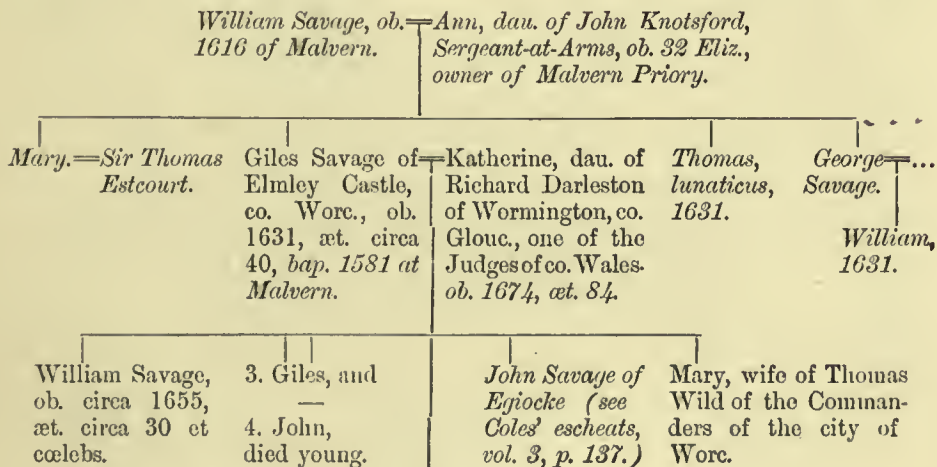 William Savage, ob.
1616 of Malvern.
Ann, dau. of John Knotsford,
Sergeant-at-Arms, ob. 32 Eliz.,
owner of Malvern Priory.
Mary.=Sir Thomas
Estcourt.
Giles Savage of
Elmley Castle,
co. Worc., ob.
1631, æt. circa
40, bap. 1581 at
Malvern.
Katherine, dau. of
Richard Darleston
of Wormington, co.
Glouc., one of the
Judges of co. Wales.
ob. 1674, æt. 84.
Thomas,
lunaticus,
1631.
George=...
Savage.
William,
1631.
William Savage,
ob. circa 1655,
æt. circa 30 et
cœlebs.
3. Giles, and
—
4. John,
died young.
John Savage of
Egiocke (see
Coles' escheats,
vol. 3, p. 137.)
Mary, wife of Thomas
Wild of the Comman-
ders of the city of
Worc.